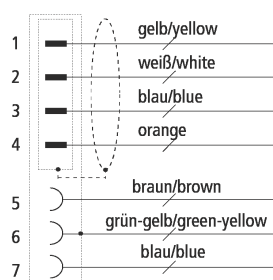 1 gelb/yellow
2 weiß/white
3 blau/blue
4 orange
5 braun/brown
6 grün-gelb/green-yellow
7 blau/blue